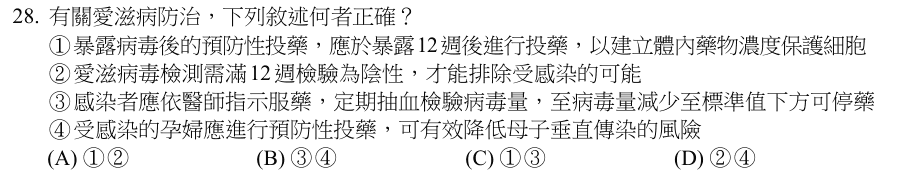 28. 有關愛滋病防治，下列敘述何者正確？
①暴露病毒後的預防性投藥，應於暴露12週後進行投藥，以建立體內藥物濃度保護細胞
②愛滋病毒檢測需滿12週檢驗為陰性，才能排除受感染的可能
③感染者應依醫師指示服藥，定期抽血檢驗病毒量，至病毒量減少至標準值下方可停藥
④受感染的孕婦應進行預防性投藥，可有效降低母子垂直傳染的風險
(A) ①② (B) ③④ (C) ①③ (D) ②④